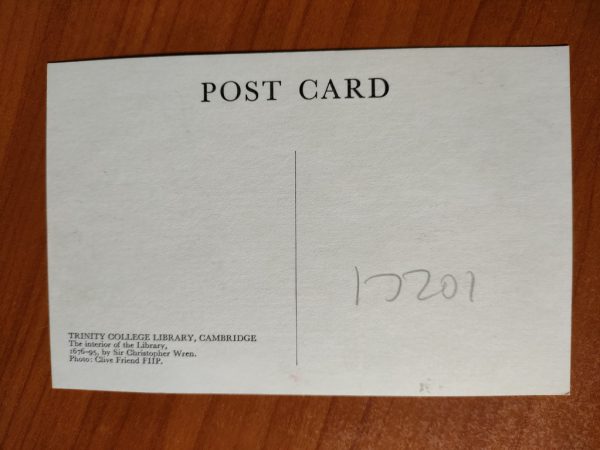 POST CARD
TRINITY COLLEGE LIBRARY, CAMBRIDGE
The interior of the Library,
1676-95, by Sir Christopher Wren.
Photo: Clive Friend FIIP.